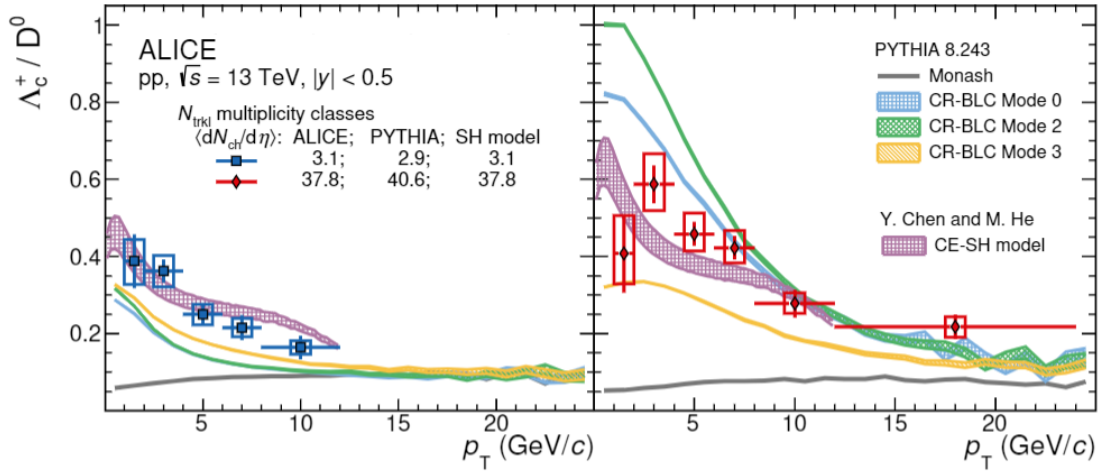 Λc+ / D0
1
0.8
0.6
0.4
0.2
ALICE
pp, √s = 13 TeV, |y| < 0.5
Ntrkl multiplicity classes
⟨dNch/dη⟩: ALICE; PYTHIA; SH model
3.1; 2.9; 3.1
37.8; 40.6; 37.8
5 10 15 20
pT (GeV/c)
PYTHIA 8.243
Monash
CR-BLC Mode 0
CR-BLC Mode 2
CR-BLC Mode 3
Y. Chen and M. He
CE-SH model
5 10 15 20
pT (GeV/c)